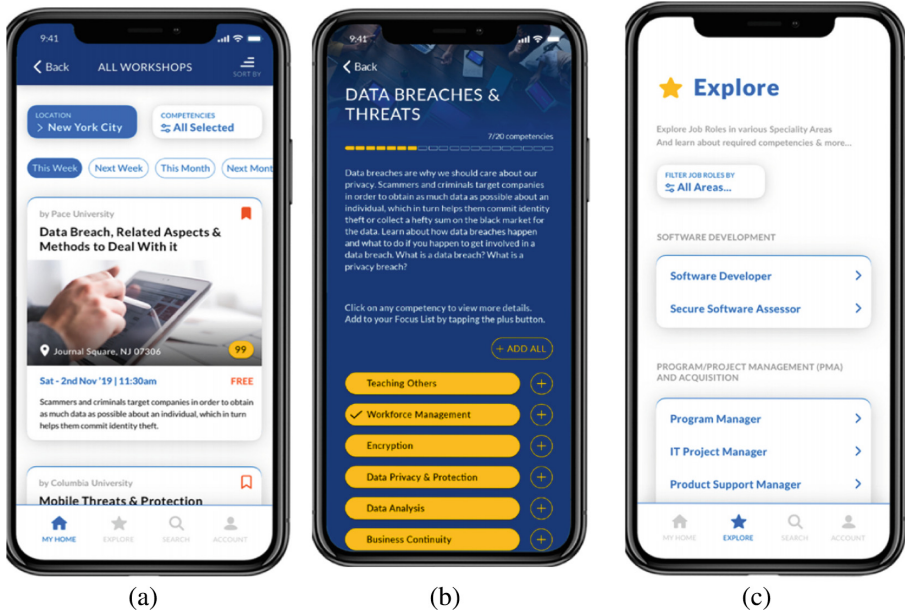 9:41
Back
ALL WORKSHOPS
SORT BY
LOCATION
> New York City
COMPETENCIES
All Selected
This Week
Next Week
This Month
Next Mont
by Pace University
Data Breach, Related Aspects &
Methods to Deal With it
Journal Square, NJ 07306
99
Sat - 2nd Nov '19 | 11:30am
FREE
Scammers and criminals target companies in order to obtain
as much data as possible about an individual, which in turn
helps them commit identity theft.
by Columbia University
Mobile Threats & Protection
MY HOME
EXPLORE
SEARCH
ACCOUNT
(a)
9:41
Back
DATA BREACHES &
THREATS
7/20 competencies
Data breaches are why we should care about our
privacy. Scammers and criminals target companies
in order to obtain as much data as possible about an
individual, which in turn helps them commit identity
theft or collect a hefty sum on the black market for
the data. Learn about how data breaches happen
and what to do if you happen to get involved in a
data breach. What is a data breach? What is a
privacy breach?
Click on any competency to view more details.
Add to your Focus List by tapping the plus button.
+ ADD ALL
Teaching Others
Workforce Management
Encryption
Data Privacy & Protection
Data Analysis
Business Continuity
(b)
Explore
Explore Job Roles in various Speciality Areas
And learn about required competencies & more...
FILTER JOB ROLES BY
All Areas...
SOFTWARE DEVELOPMENT
Software Developer
Secure Software Assessor
PROGRAM/PROJECT MANAGEMENT (PMA)
AND ACQUISITION
Program Manager
IT Project Manager
Product Support Manager
MY HOME
EXPLORE
SEARCH
ACCOUNT
(c)